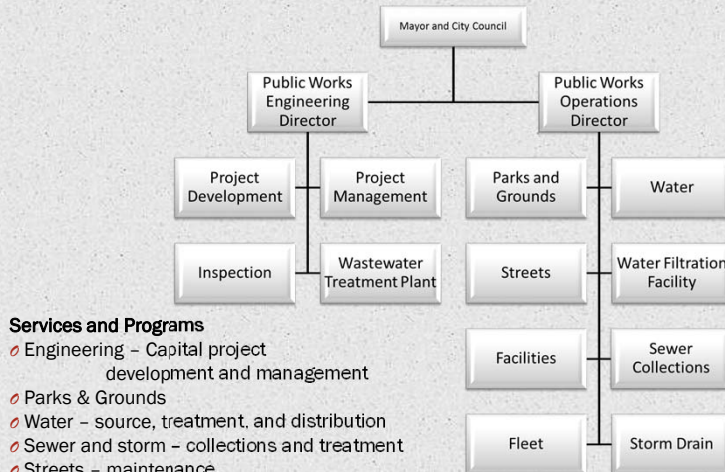 Mayor and City Council
Public Works
Engineering
Director
Public Works
Operations
Director
Project
Development
Project
Management
Parks and
Grounds
Water
Inspection
Wastewater
Treatment Plant
Streets
Water Filtration
Facility
Facilities
Sewer
Collections
Fleet
Storm Drain
Services and Programs
Engineering – Capital project
development and management
Parks & Grounds
Water – source, treatment, and distribution
Sewer and storm – collections and treatment
Streets – maintenance